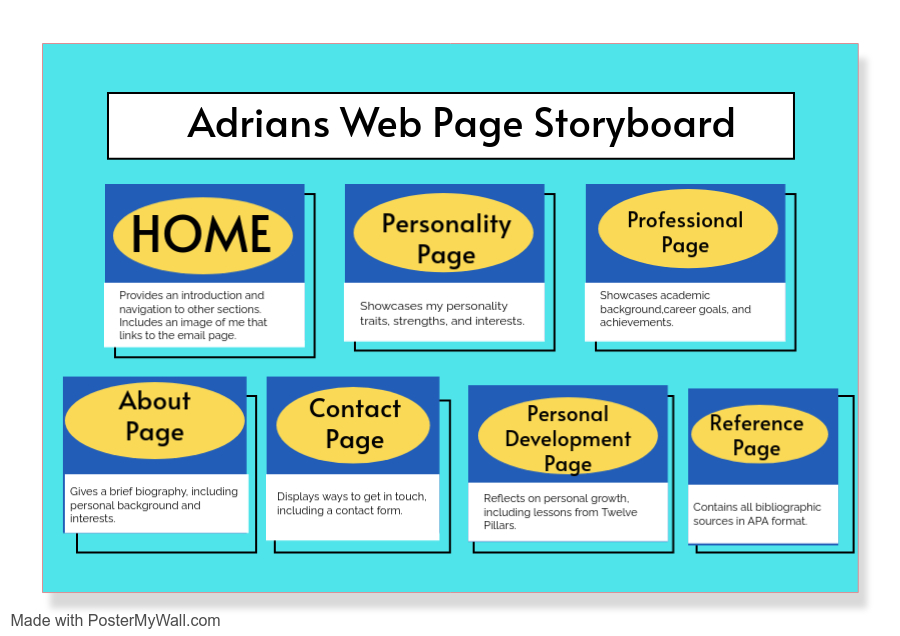 Adrians Web Page Storyboard
HOME
Provides an introduction and
navigation to other sections.
Includes an image of me that
links to the email page.
Personality
Page
Showcases my personality
traits, strengths, and interests.
Professional
Page
Showcases academic
background,career goals, and
achievements.
About
Page
Gives a brief biography, including
personal background and
interests.
Contact
Page
Displays ways to get in touch,
including a contact form.
Personal
Development
Page
Reflects on personal growth,
including lessons from Twelve
Pillars.
Reference
Page
Contains all bibliographic
sources in APA format.
Made with PosterMyWall.com